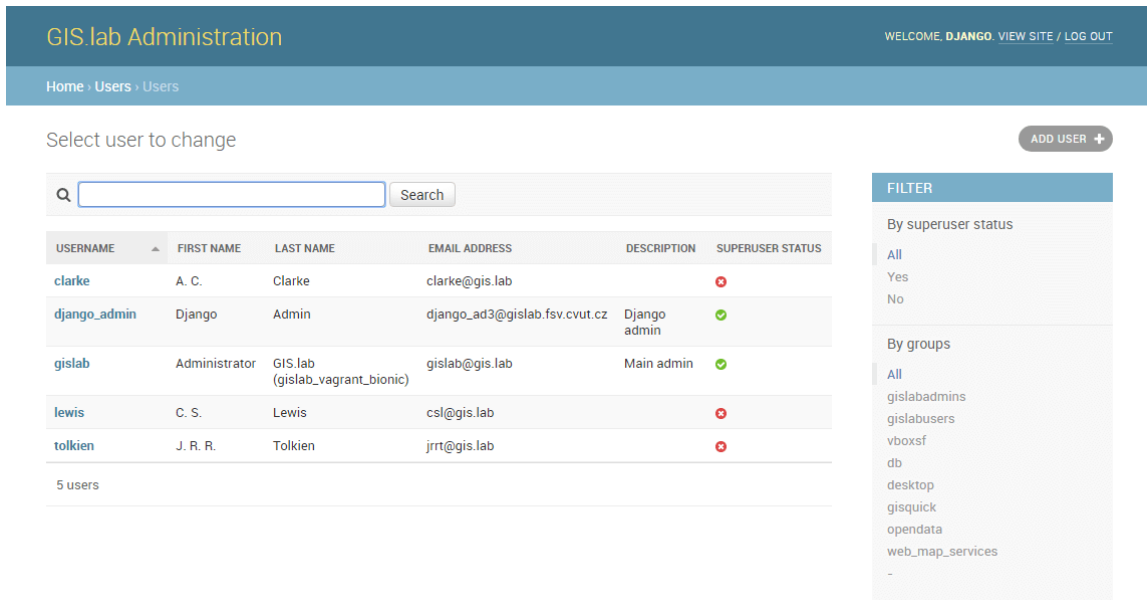 GIS.lab Administration
WELCOME, DJANGO. VIEW SITE / LOG OUT
Home › Users › Users
Select user to change
ADD USER +
Search
USERNAME FIRST NAME LAST NAME EMAIL ADDRESS DESCRIPTION SUPERUSER STATUS
clarke A. C. Clarke clarke@gis.lab
django_admin Django Admin django_ad3@gislab.fsv.cvut.cz Django
admin
gislab Administrator GIS.lab gislab@gis.lab Main admin
(gislab_vagrant_bionic)
lewis C. S. Lewis csl@gis.lab
tolkien J. R. R. Tolkien jrrt@gis.lab
5 users
FILTER
By superuser status
All
Yes
No
By groups
All
gislabadmins
gislabusers
vboxsf
db
desktop
gisquick
opendata
web_map_services
-